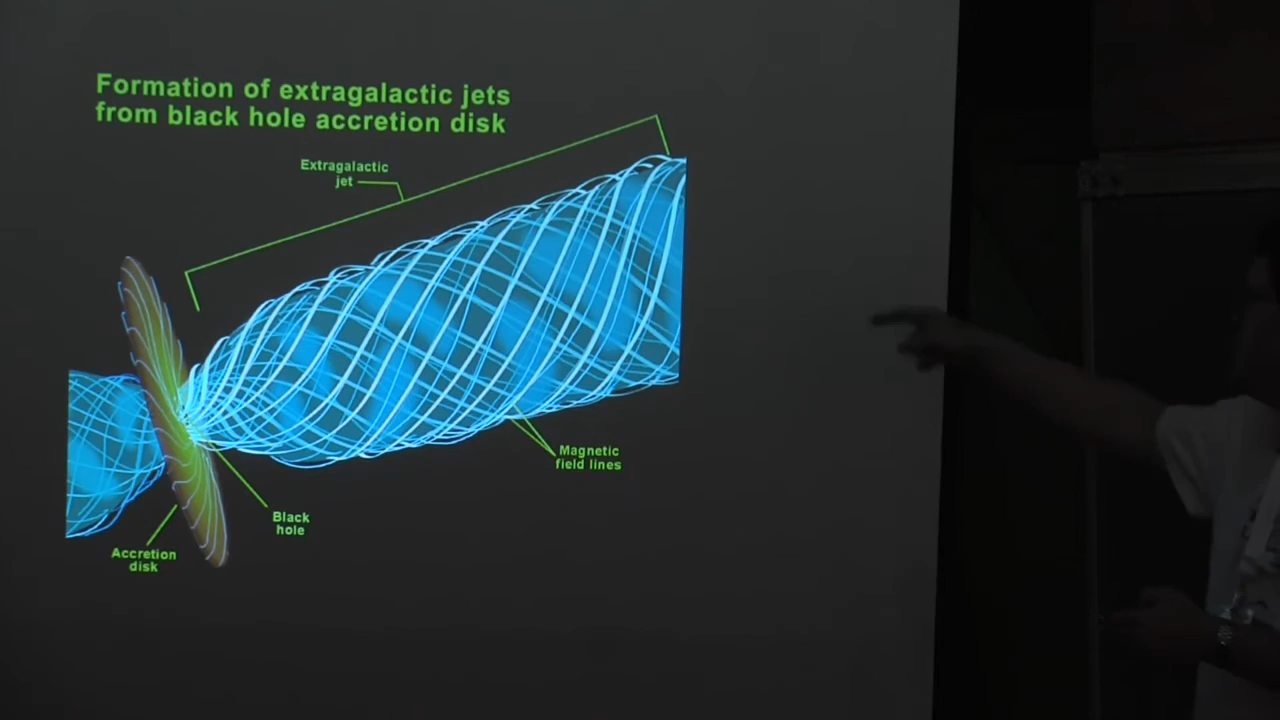 Formation of extragalactic jets
from black hole accretion disk
Extragalactic
jet
Magnetic
field lines
Black
hole
Accretion
disk